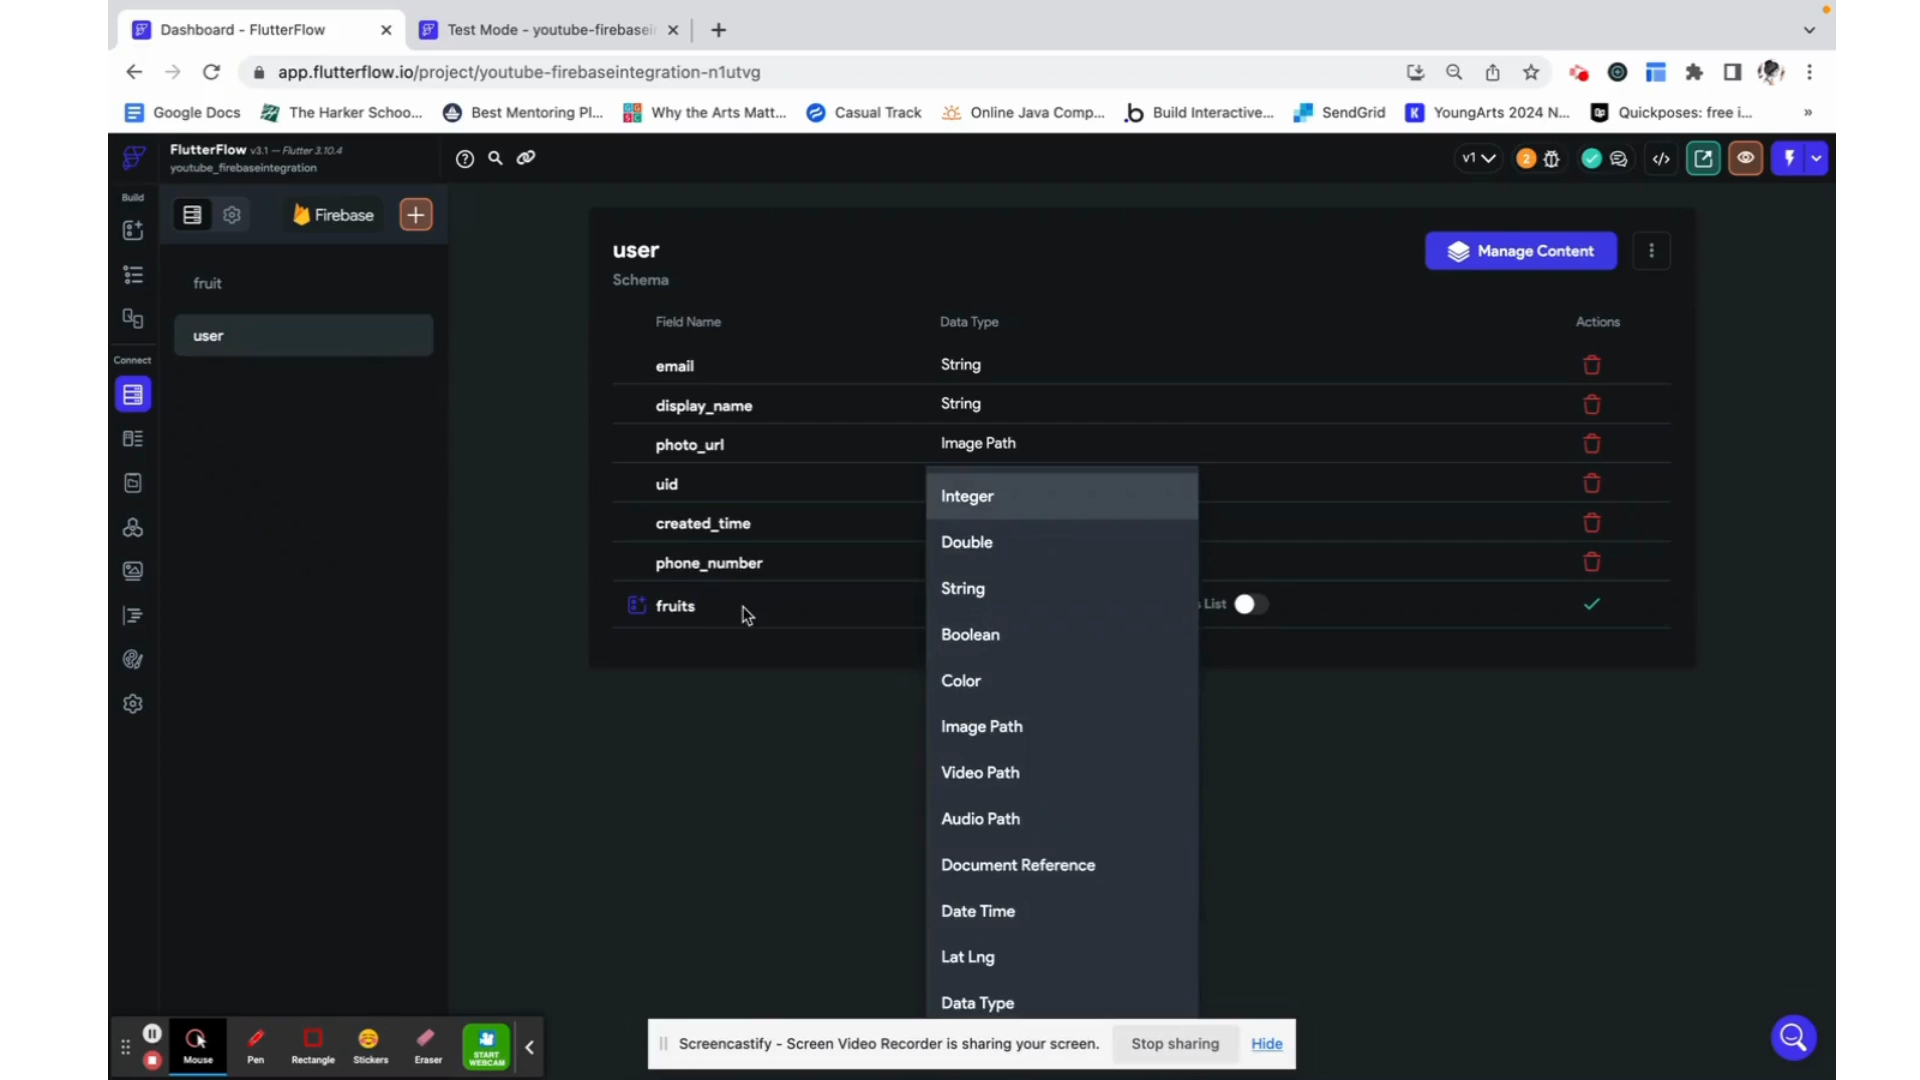 Dashboard - FlutterFlow
Test Mode - youtube-firebasei
app.flutterflow.io/project/youtube-firebaseintegration-n1utvg
Google Docs
The Harker Schoo...
Best Mentoring Pl...
Why the Arts Matt...
Casual Track
Online Java Comp...
Build Interactive...
SendGrid
YoungArts 2024 N...
Quickposes: free i...
»
FlutterFlow v3.1 — Flutter 3.10.4
youtube_firebaseintegration
v1
2
Build
Firebase
fruit
user
Connect
user
Schema
Manage Content
Field Name Data Type Actions
email String
display_name String
photo_url Image Path
uid
created_time
phone_number
fruits
List
Integer
Double
String
Boolean
Color
Image Path
Video Path
Audio Path
Document Reference
Date Time
Lat Lng
Data Type
Mouse
Pen
Rectangle
Stickers
Eraser
START
WEBCAM
Screencastify - Screen Video Recorder is sharing your screen.
Stop sharing
Hide